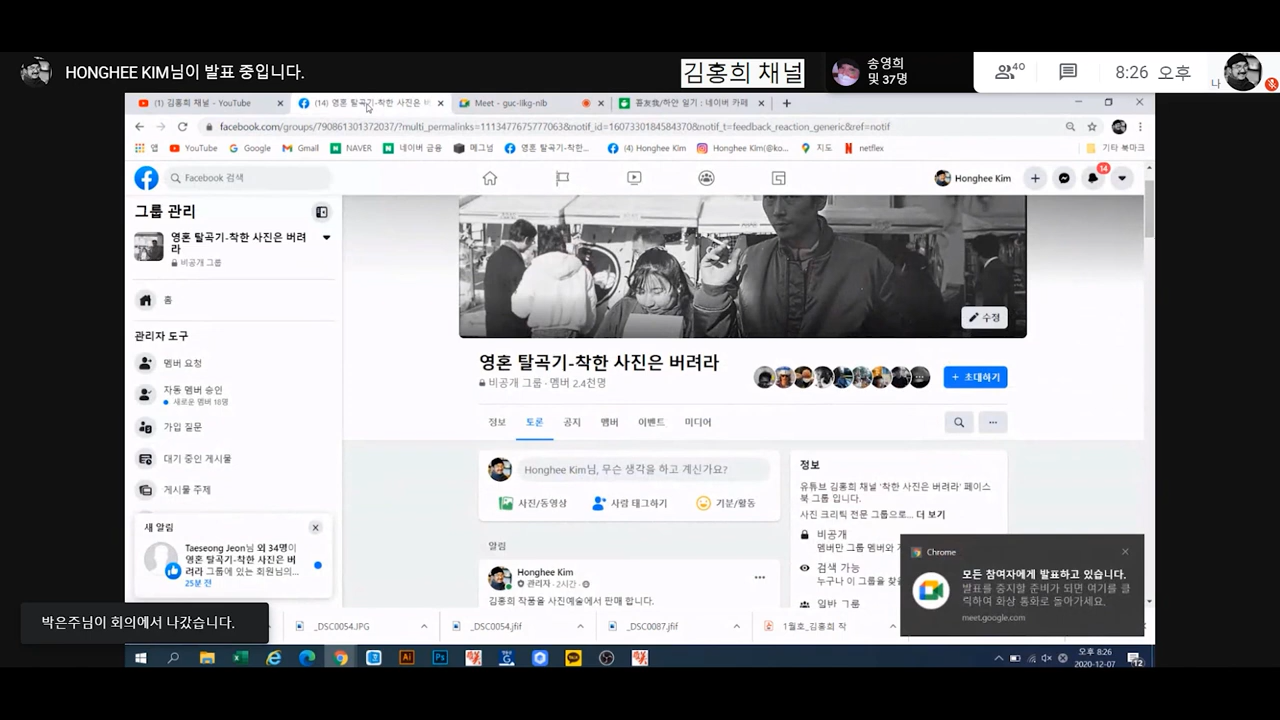 HONGHEE KIM님이 발표 중입니다.
김홍희 채널
송영희
및 37명
40
8:26 오후
나
(1) 김홍희 채널 - YouTube
(14) 영혼 탈곡기-착한 사진은 버
Meet - guc-llkg-nlb
좋友我/하얀 일기 : 네이버 카페
facebook.com/groups/790861301372037/?multi_permalinks=1113477675777063&notif_id=1607330184584370&notif_t=feedback_reaction_generic&ref=notif
앱
YouTube
Google
Gmail
NAVER
네이버 금융
메그넘
영혼 탈곡기-착한...
(4) Honghee Kim
Honghee Kim(@ko...
지도
netflex
기타 북마크
Facebook 검색
Honghee Kim
14
그룹 관리
영혼 탈곡기-착한 사진은 버려
라
비공개 그룹
홈
관리자 도구
멤버 요청
자동 멤버 승인
새로운 멤버 18명
가입 질문
대기 중인 게시물
게시물 주제
새 알림
Taeseong Jeon님 외 34명이
영혼 탈곡기-착한 사진은 버
려라 그룹에 있는 회원님의...
25분 전
수정
영혼 탈곡기-착한 사진은 버려라
비공개 그룹 · 멤버 2.4천명
+ 초대하기
정보
토론
공지
멤버
이벤트
미디어
Honghee Kim님, 무슨 생각을 하고 계신가요?
사진/동영상
사람 태그하기
기분/활동
알림
Honghee Kim
관리자 · 2시간 ·
김홍희 작품을 사진예술에서 판매 합니다.
정보
유튜브 김홍희 채널 '착한 사진은 버려라' 페이스
북 그룹 입니다.
사진 크리틱 전문 그룹으로... 더 보기
비공개
멤버만 그룹 멤버와
검색 가능
누구나 이 그룹을 찾을
일반 그룹
Chrome
모든 참여자에게 발표하고 있습니다.
발표를 중지할 준비가 되면 여기를 클
릭하여 화상 통화로 돌아가세요.
meet.google.com
박은주님이 회의에서 나갔습니다.
_DSC0054.JPG
_DSC0054.jfif
_DSC0087.jfif
1월호_김홍희 작
오후 8:26
2020-12-07
12